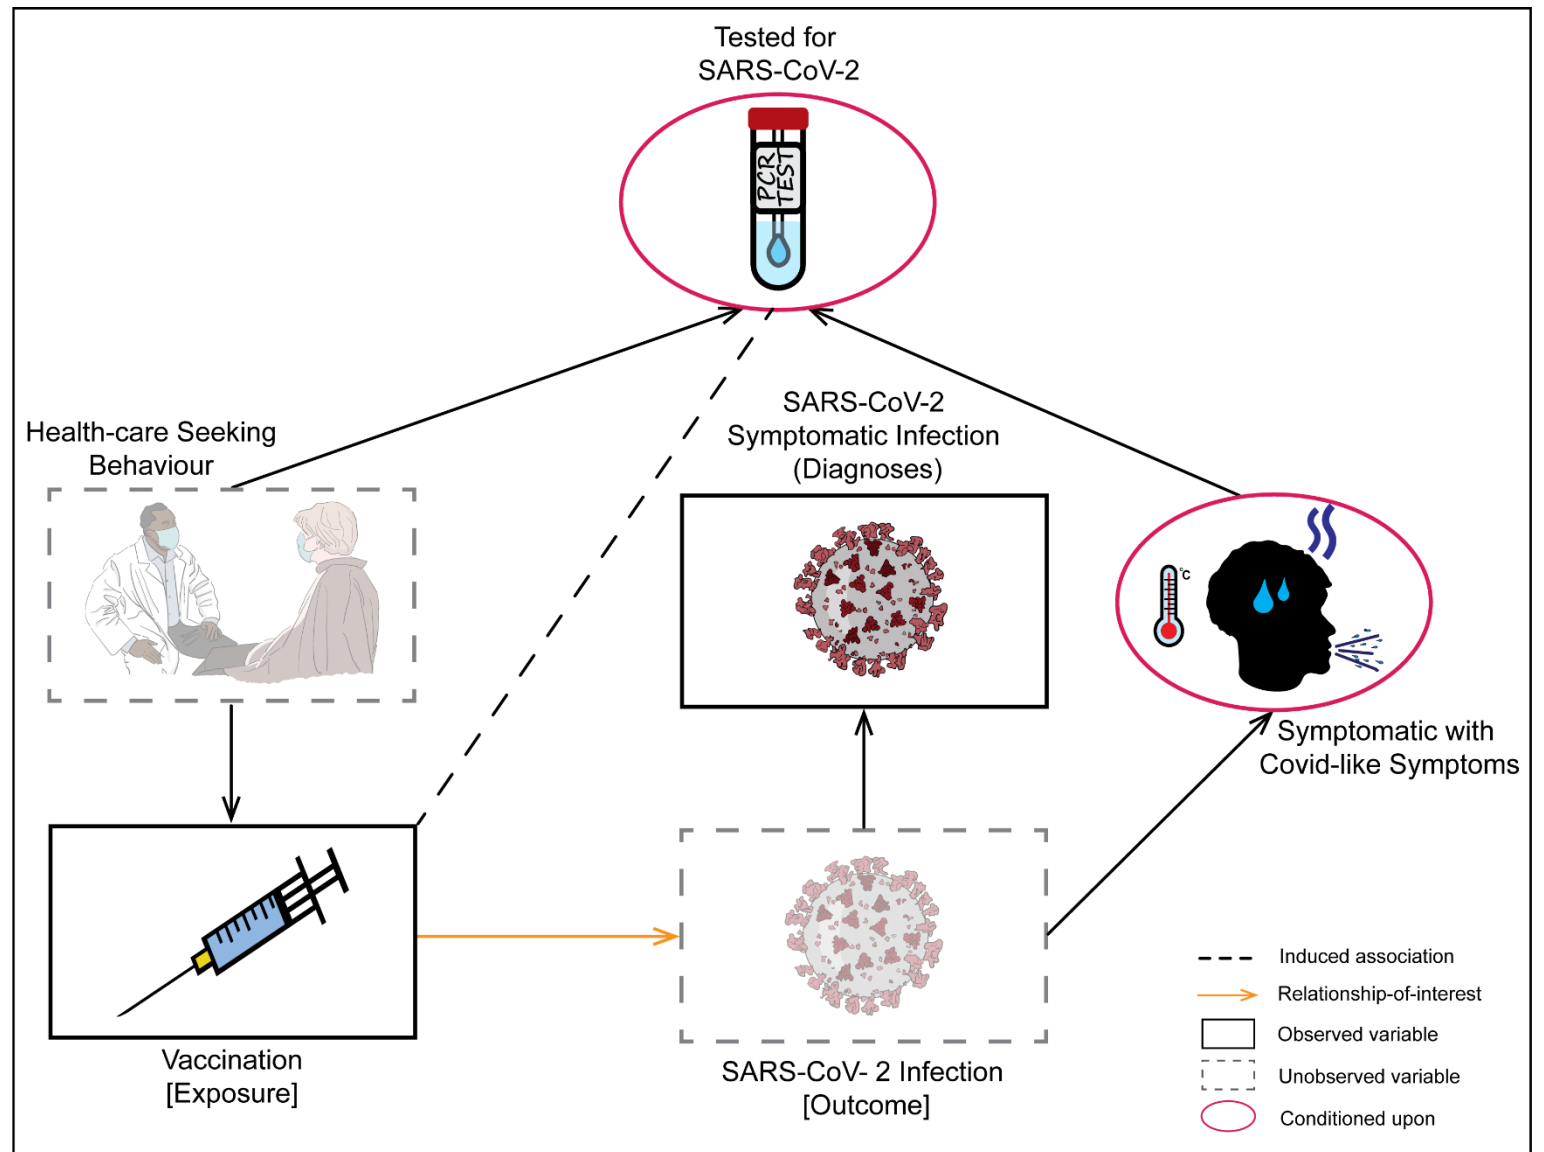 Tested for
SARS-CoV-2
PCR
TEST
SARS-CoV-2
Symptomatic Infection
(Diagnoses)
Health-care Seeking
Behaviour
°C
Symptomatic with
Covid-like Symptoms
Vaccination
[Exposure]
SARS-CoV- 2 Infection
[Outcome]
Induced association
Relationship-of-interest
Observed variable
Unobserved variable
Conditioned upon